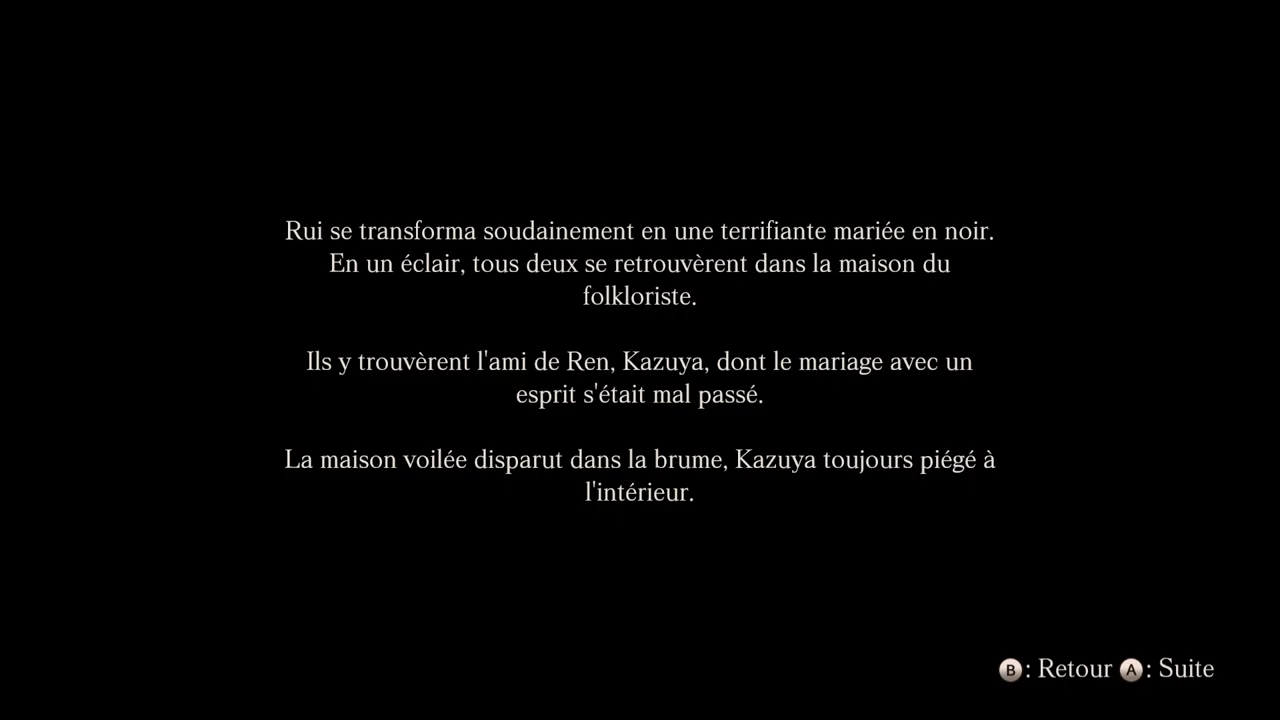 Rui se transforma soudainement en une terrifiante mariée en noir.
En un éclair, tous deux se retrouvèrent dans la maison du
folkloriste.
Ils y trouvèrent l'ami de Ren, Kazuya, dont le mariage avec un
esprit s'était mal passé.
La maison voilée disparut dans la brume, Kazuya toujours piégé à
l'intérieur.
B: Retour A: Suite